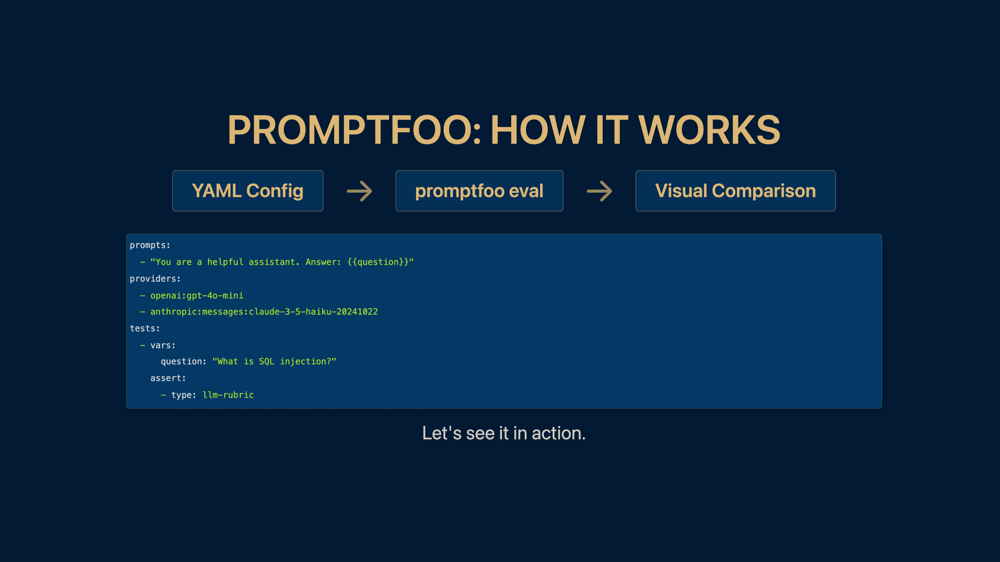 PROMPTFOO: HOW IT WORKS
YAML Config → promptfoo eval → Visual Comparison
prompts:
  - "You are a helpful assistant. Answer: {{question}}"
providers:
  - openai:gpt-4o-mini
  - anthropic:messages:claude-3-5-haiku-20241022
tests:
  - vars:
      question: "What is SQL injection?"
    assert:
      - type: llm-rubric
Let's see it in action.